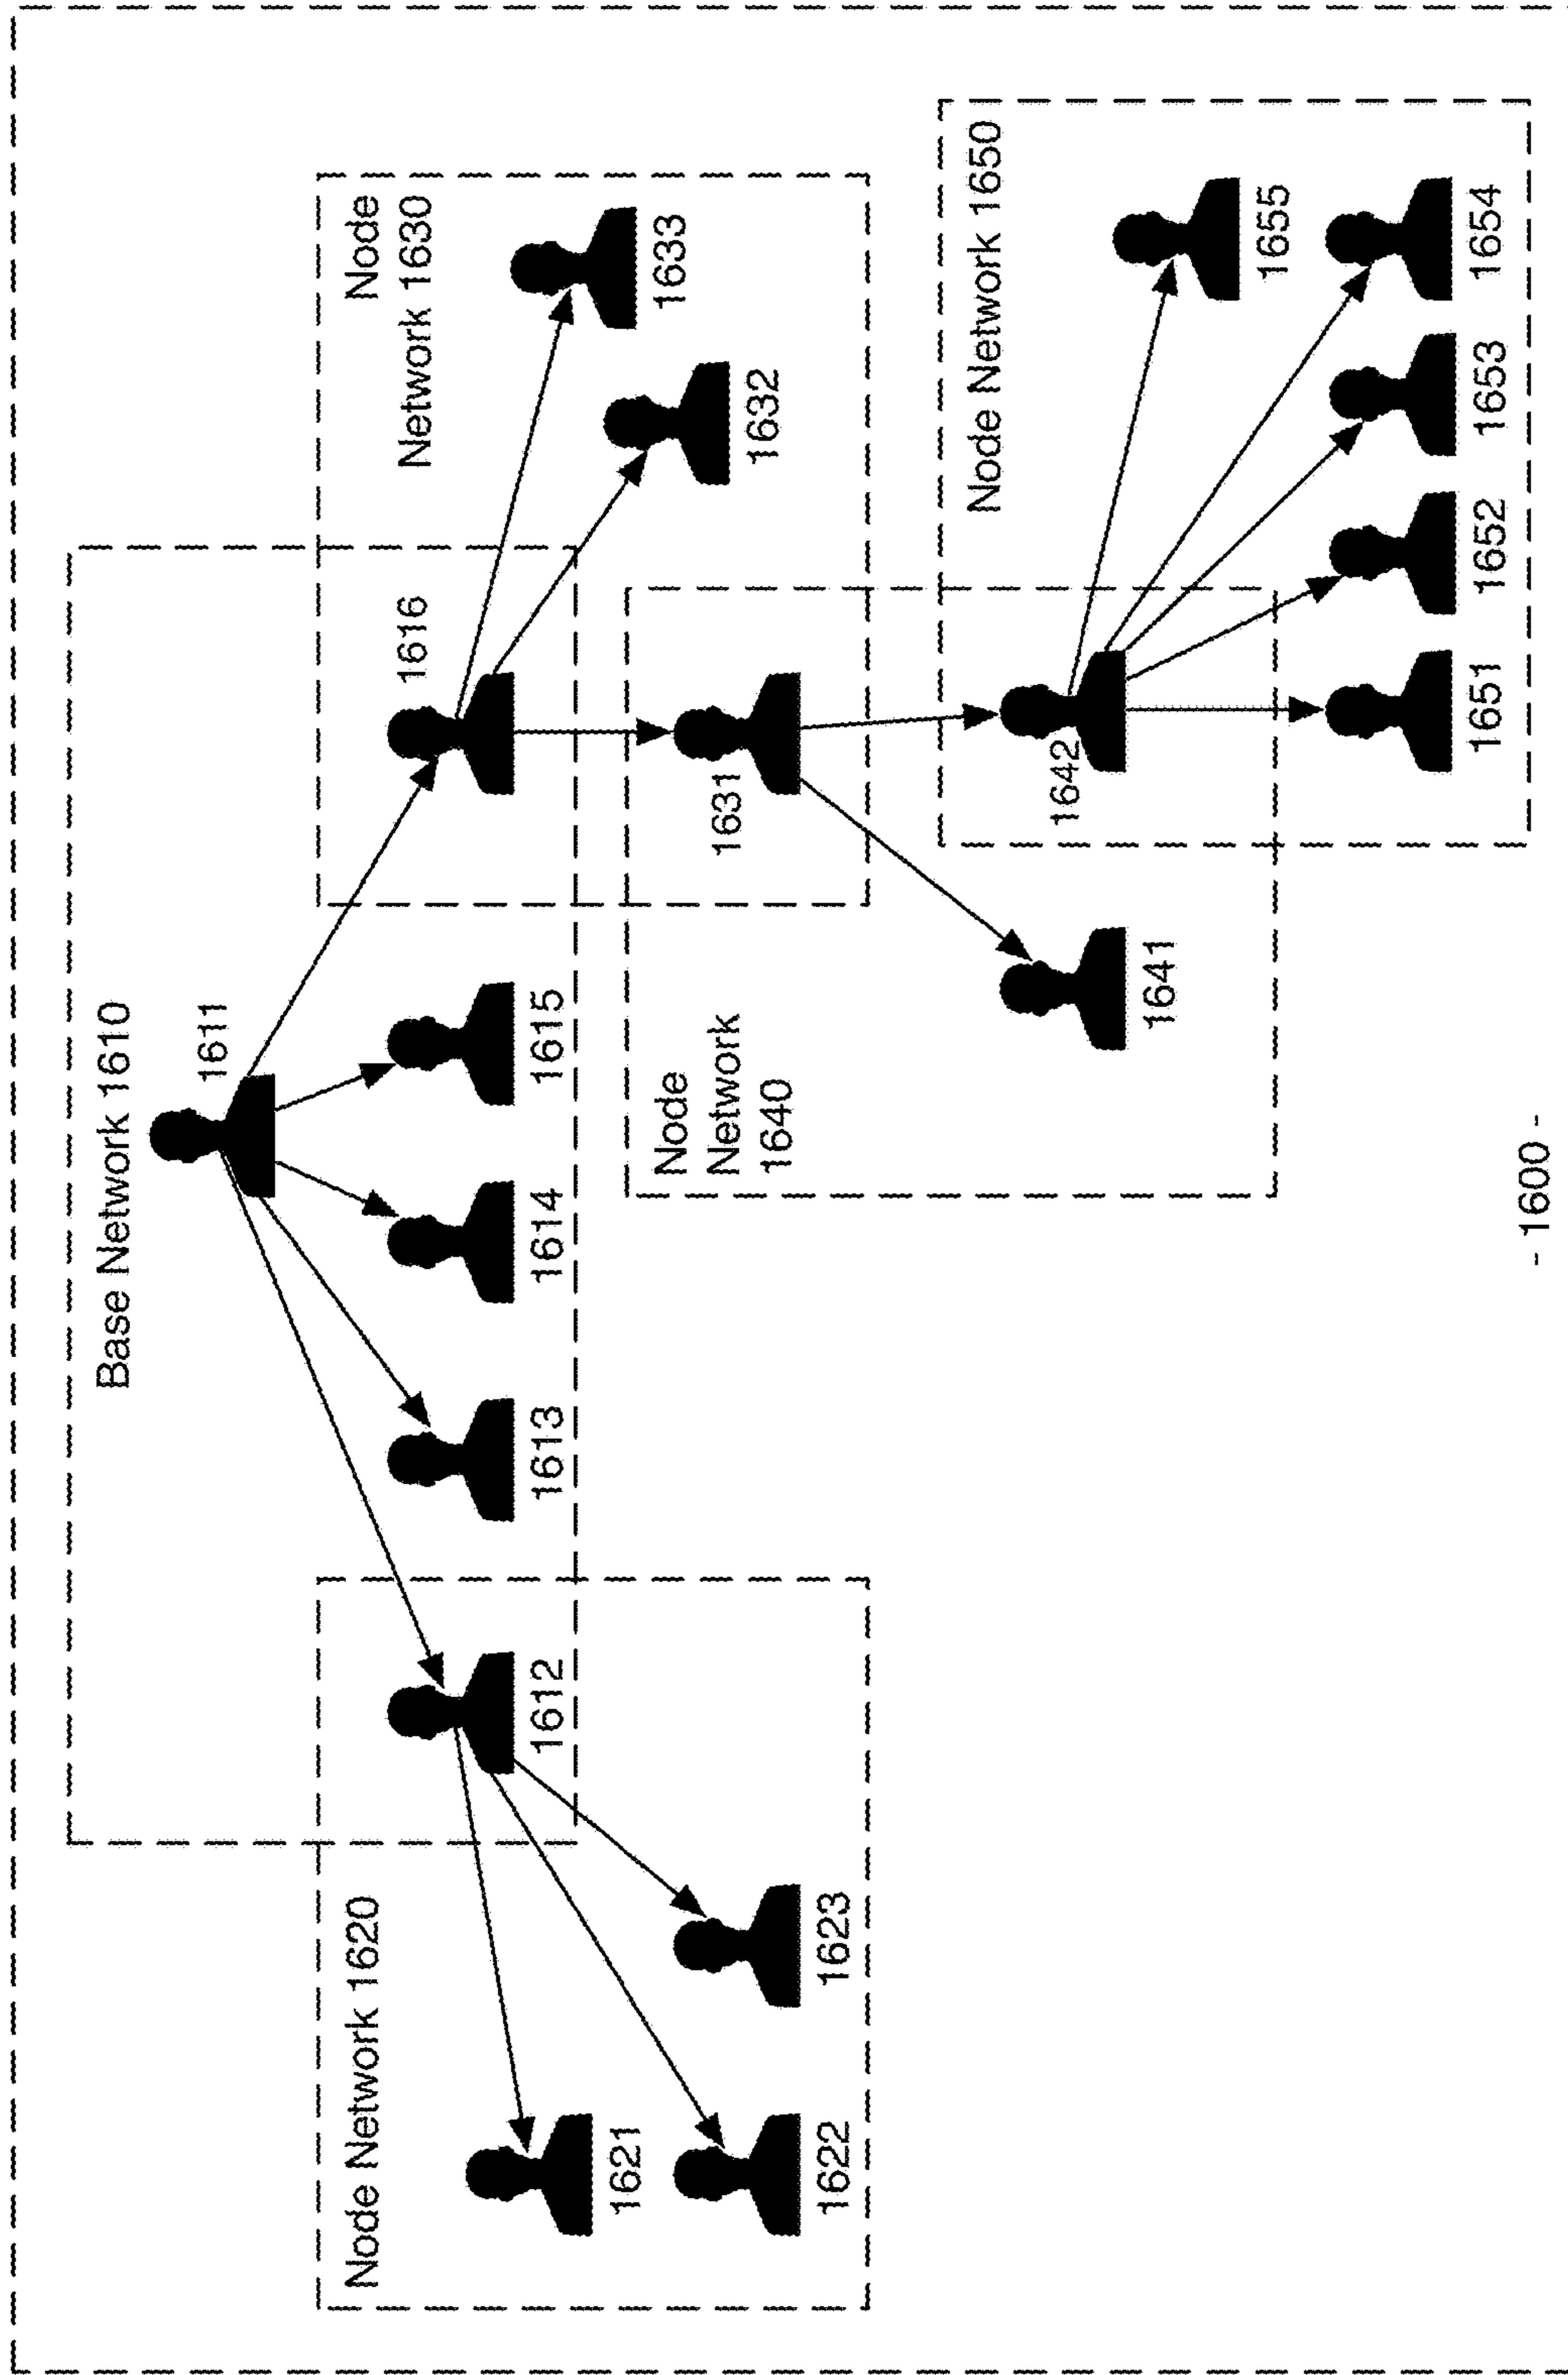 Base Network 1610
1611
Node Network 1620
Node
Network 1630
1616
1612
1613
1614
1615
1621
1633
1622
1623
Node
Network
1640
1631
1632
Node Network 1650
1642
1641
1655
1651
1652
1653
1654
- 1600 -